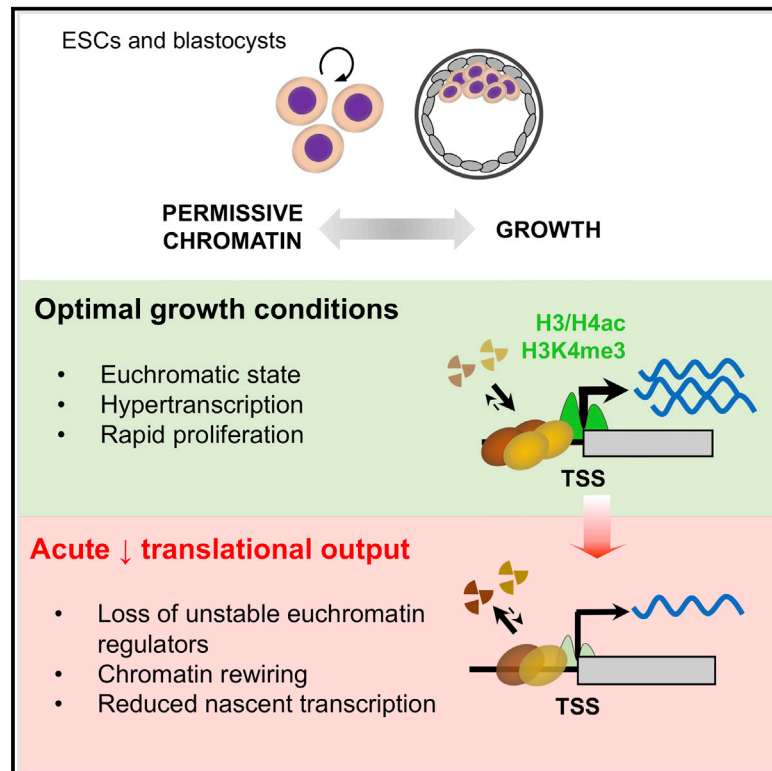 ESCs and blastocysts
PERMISSIVE
CHROMATIN
GROWTH
Optimal growth conditions
• Euchromatic state
• Hypertranscription
• Rapid proliferation
H3/H4ac
H3K4me3
TSS
Acute ↓ translational output
• Loss of unstable euchromatin
regulators
• Chromatin rewiring
• Reduced nascent transcription
TSS